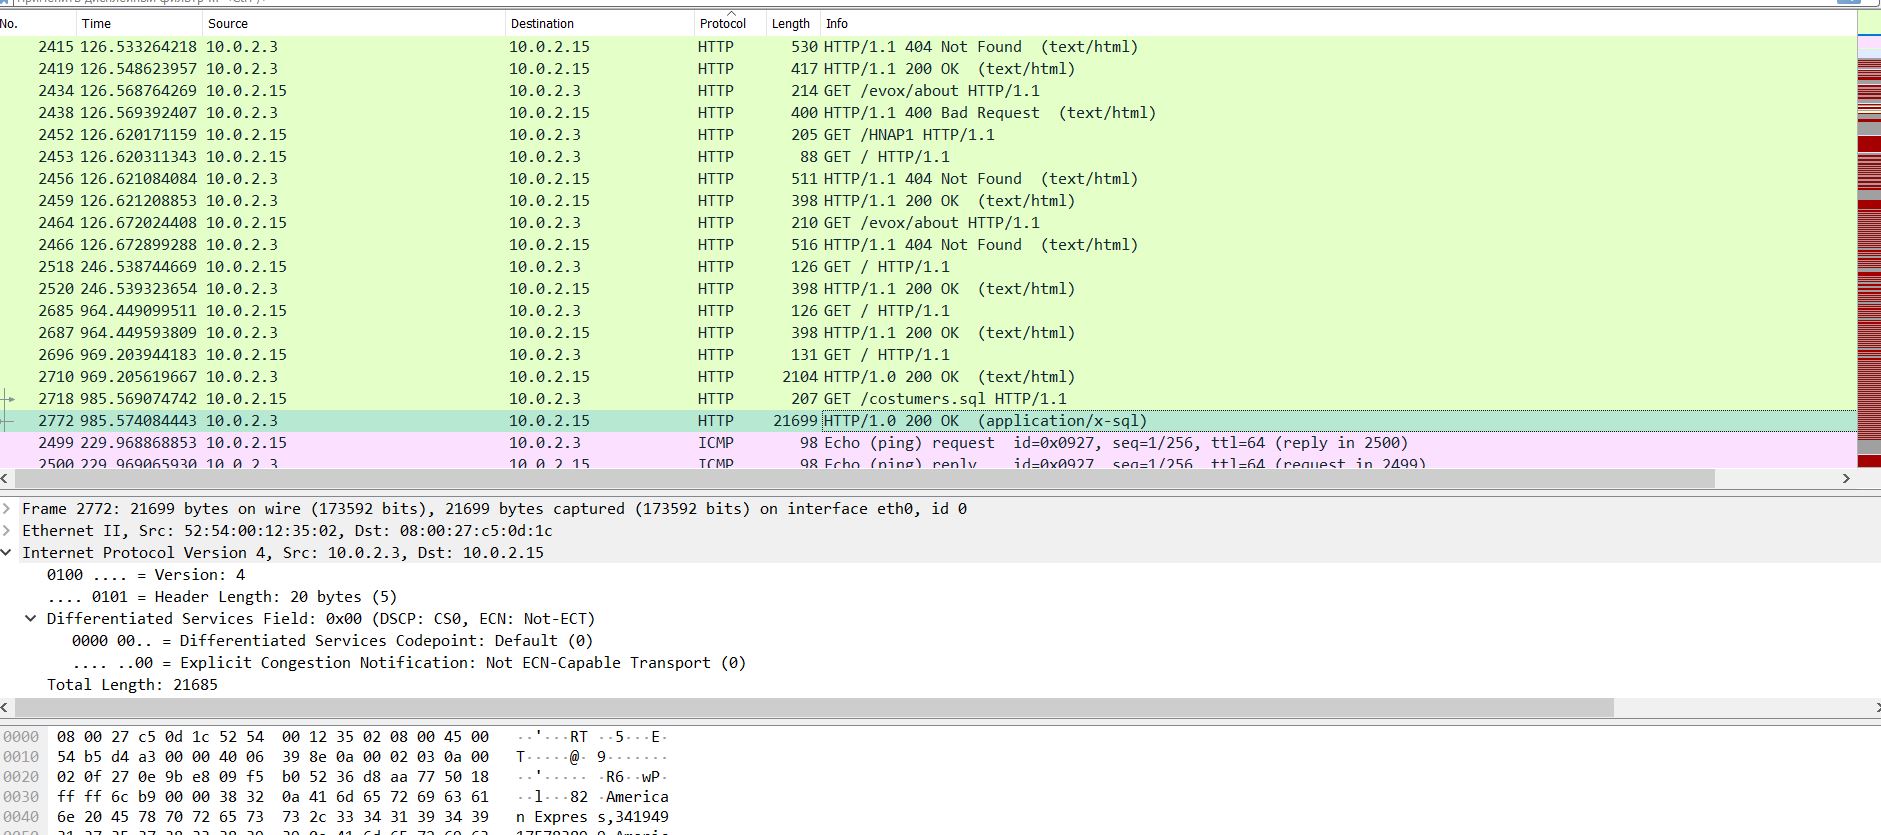 Применить дисплейный фильтр ... <Ctrl-/>
No. Time Source Destination Protocol Length Info
2415 126.533264218 10.0.2.3 10.0.2.15 HTTP 530 HTTP/1.1 404 Not Found (text/html)
2419 126.548623957 10.0.2.3 10.0.2.15 HTTP 417 HTTP/1.1 200 OK (text/html)
2434 126.568764269 10.0.2.15 10.0.2.3 HTTP 214 GET /evox/about HTTP/1.1
2438 126.569392407 10.0.2.3 10.0.2.15 HTTP 400 HTTP/1.1 400 Bad Request (text/html)
2452 126.620171159 10.0.2.15 10.0.2.3 HTTP 205 GET /HNAP1 HTTP/1.1
2453 126.620311343 10.0.2.15 10.0.2.3 HTTP 88 GET / HTTP/1.1
2456 126.621084084 10.0.2.3 10.0.2.15 HTTP 511 HTTP/1.1 404 Not Found (text/html)
2459 126.621208853 10.0.2.3 10.0.2.15 HTTP 398 HTTP/1.1 200 OK (text/html)
2464 126.672024408 10.0.2.15 10.0.2.3 HTTP 210 GET /evox/about HTTP/1.1
2466 126.672899288 10.0.2.3 10.0.2.15 HTTP 516 HTTP/1.1 404 Not Found (text/html)
2518 246.538744669 10.0.2.15 10.0.2.3 HTTP 126 GET / HTTP/1.1
2520 246.539323654 10.0.2.3 10.0.2.15 HTTP 398 HTTP/1.1 200 OK (text/html)
2685 964.449099511 10.0.2.15 10.0.2.3 HTTP 126 GET / HTTP/1.1
2687 964.449593809 10.0.2.3 10.0.2.15 HTTP 398 HTTP/1.1 200 OK (text/html)
2696 969.203944183 10.0.2.15 10.0.2.3 HTTP 131 GET / HTTP/1.1
2710 969.205619667 10.0.2.3 10.0.2.15 HTTP 2104 HTTP/1.0 200 OK (text/html)
2718 985.569074742 10.0.2.15 10.0.2.3 HTTP 207 GET /costumers.sql HTTP/1.1
2772 985.574084443 10.0.2.3 10.0.2.15 HTTP 21699 HTTP/1.0 200 OK (application/x-sql)
2499 229.968868853 10.0.2.15 10.0.2.3 ICMP 98 Echo (ping) request id=0x0927, seq=1/256, ttl=64 (reply in 2500)
2500 229.969065930 10.0.2.3 10.0.2.15 ICMP 98 Echo (ping) reply id=0x0927, seq=1/256, ttl=64 (request in 2499)
Frame 2772: 21699 bytes on wire (173592 bits), 21699 bytes captured (173592 bits) on interface eth0, id 0
Ethernet II, Src: 52:54:00:12:35:02, Dst: 08:00:27:c5:0d:1c
Internet Protocol Version 4, Src: 10.0.2.3, Dst: 10.0.2.15
0100 .... = Version: 4
.... 0101 = Header Length: 20 bytes (5)
Differentiated Services Field: 0x00 (DSCP: CS0, ECN: Not-ECT)
0000 00.. = Differentiated Services Codepoint: Default (0)
.... ..00 = Explicit Congestion Notification: Not ECN-Capable Transport (0)
Total Length: 21685
0000 08 00 27 c5 0d 1c 52 54 00 12 35 02 08 00 45 00 ··'···RT ··5···E·
0010 54 b5 d4 a3 00 00 40 06 39 8e 0a 00 02 03 0a 00 T·····@· 9·······
0020 02 0f 27 0e 9b e8 09 f5 b0 52 36 d8 aa 77 50 18 ··'····· ·R6··wP·
0030 ff ff 6c b9 00 00 38 32 0a 41 6d 65 72 69 63 61 ··l···82 ·America
0040 6e 20 45 78 70 72 65 73 73 2c 33 34 31 39 34 39 n Expres s,341949